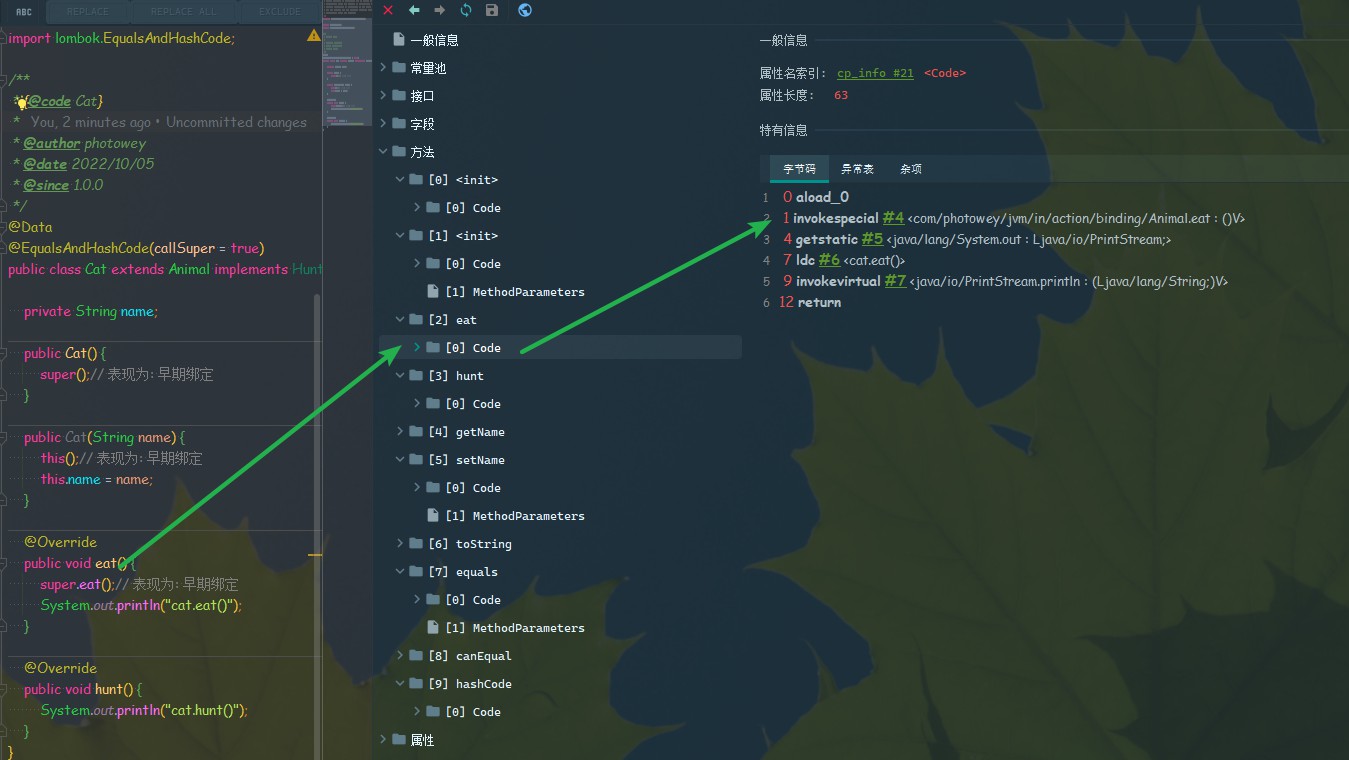 ABC REPLACE REPLACE ALL EXCLUDE
import lombok.EqualsAndHashCode;
/**
{@code Cat}
* You, 2 minutes ago • Uncommitted changes
* @author photowey
* @date 2022/10/05
* @since 1.0.0
*/
@Data
@EqualsAndHashCode(callSuper = true)
public class Cat extends Animal implements Hunt
private String name;
public Cat() {
super();// 表现为: 早期绑定
}
public Cat(String name) {
this();// 表现为: 早期绑定
this.name = name;
}
@Override
public void eat() {
super.eat();// 表现为: 早期绑定
System.out.println("cat.eat()");
}
@Override
public void hunt() {
System.out.println("cat.hunt()");
}
}
一般信息
常量池
接口
字段
方法
[0] <init>
[0] Code
[1] <init>
[0] Code
[1] MethodParameters
[2] eat
[0] Code
[3] hunt
[0] Code
[4] getName
[5] setName
[0] Code
[1] MethodParameters
[6] toString
[7] equals
[0] Code
[1] MethodParameters
[8] canEqual
[9] hashCode
[0] Code
属性
一般信息
属性名索引: cp_info #21 <Code>
属性长度: 63
特有信息
字节码 异常表 杂项
1 0 aload_0
2 1 invokespecial #4 <com/photowey/jvm/in/action/binding/Animal.eat : ()V>
3 4 getstatic #5 <java/lang/System.out : Ljava/io/PrintStream;>
4 7 ldc #6 <cat.eat()>
5 9 invokevirtual #7 <java/io/PrintStream.println : (Ljava/lang/String;)V>
6 12 return